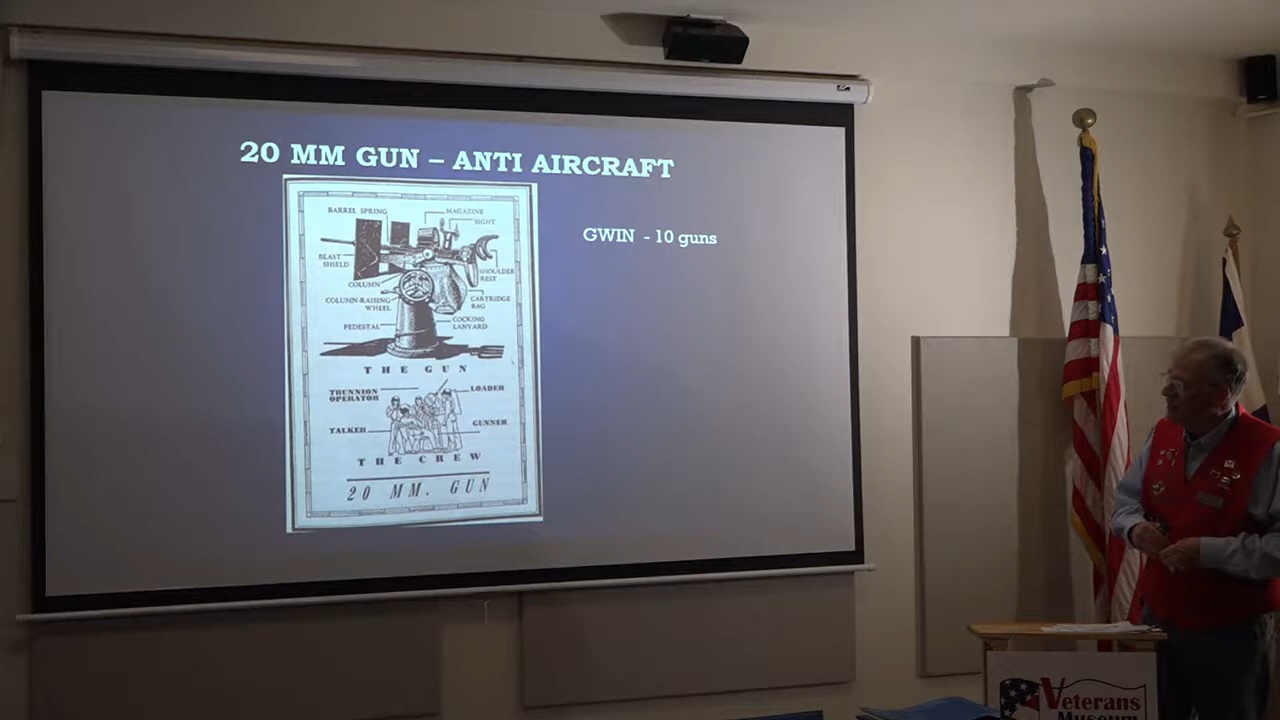 20 MM GUN – ANTI AIRCRAFT
GWIN - 10 guns
BARREL SPRING
MAGAZINE
SIGHT
BLAST
SHIELD
SHOULDER
REST
COLUMN
COLUMN-RAISING
WHEEL
CARTRIDGE
BAG
PEDESTAL
COCKING
LANYARD
THE GUN
TRUNNION
OPERATOR
LOADER
TALKER
GUNNER
THE CREW
20 MM. GUN
Veterans
Museum